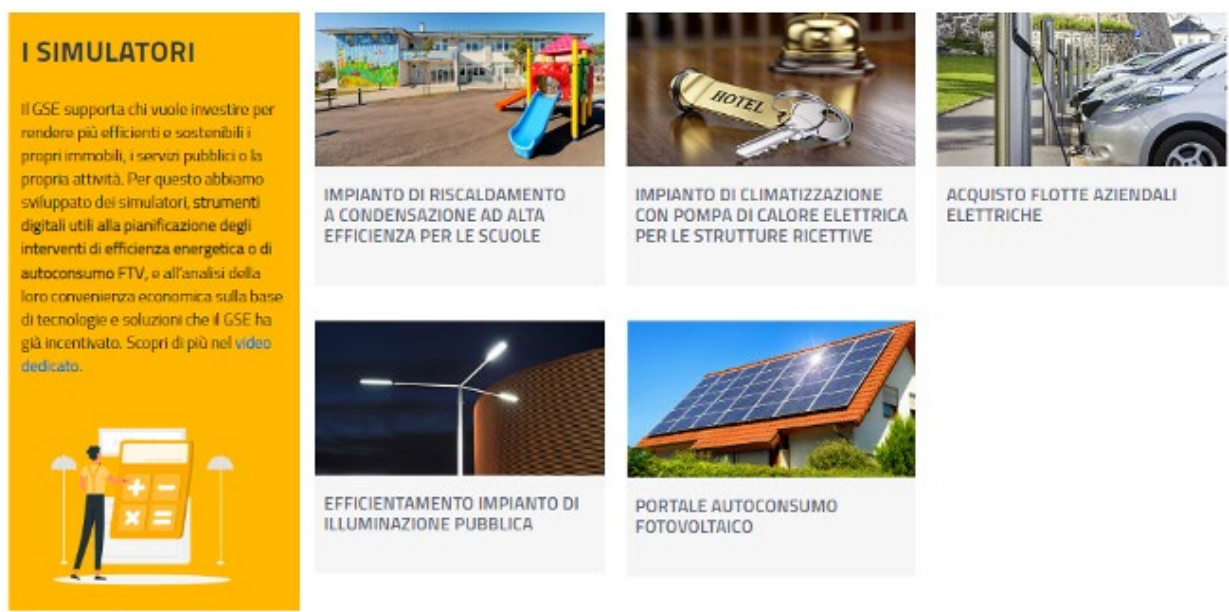 I SIMULATORI
Il GSE supporta chi vuole investire per
rendere più efficienti e sostenibili i
propri immobili, i servizi pubblici o la
propria attività. Per questo abbiamo
sviluppato dei simulatori, strumenti
digitali utili alla pianificazione degli
interventi di efficienza energetica o di
autoconsumo FTV, e all'analisi della
loro convenienza economica sulla base
di tecnologie e soluzioni che il GSE ha
già incentivato. Scopri di più nel video
dedicato.
HOTEL
IMPIANTO DI RISCALDAMENTO
A CONDENSAZIONE AD ALTA
EFFICIENZA PER LE SCUOLE
IMPIANTO DI CLIMATIZZAZIONE
CON POMPA DI CALORE ELETTRICA
PER LE STRUTTURE RICETTIVE
ACQUISTO FLOTTE AZIENDALI
ELETTRICHE
EFFICIENTAMENTO IMPIANTO DI
ILLUMINAZIONE PUBBLICA
PORTALE AUTOCONSUMO
FOTOVOLTAICO